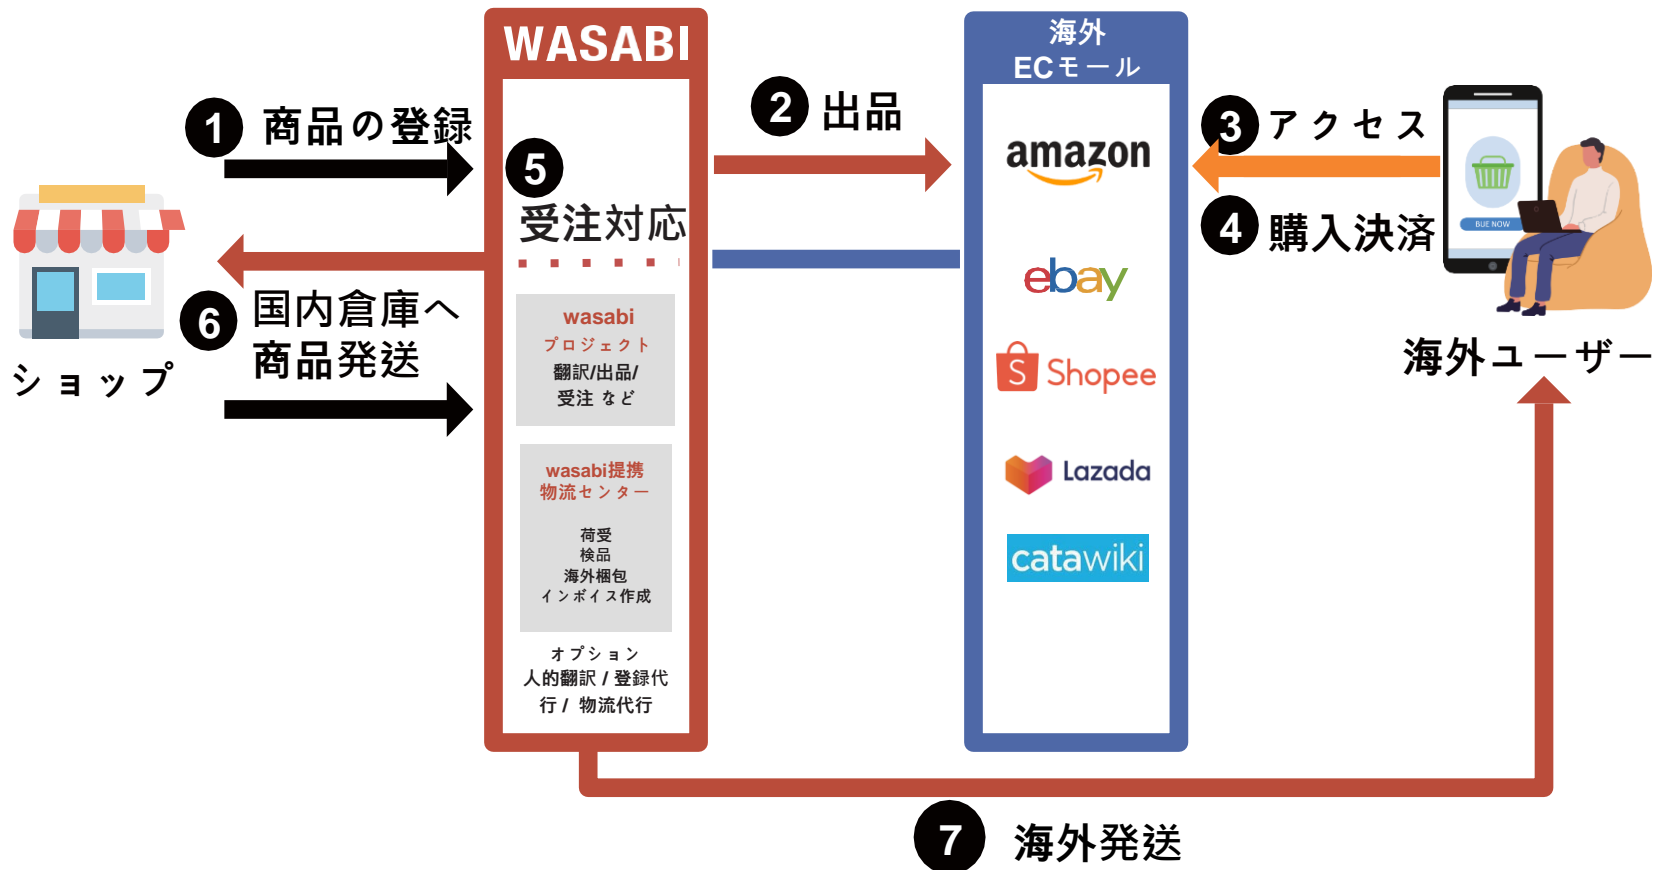 WASABI
海外
ECモール
1 商品の登録
2 出品
3 アクセス
4 購入決済
5
受注対応
6 国内倉庫へ
商品発送
ショップ
wasabi
プロジェクト
翻訳/出品/
受注 など
wasabi提携
物流センター
荷受
検品
海外梱包
インボイス作成
オプション
人的翻訳 / 登録代
行 / 物流代行
amazon
ebay
S Shopee
Lazada
catawiki
BUE NOW
海外ユーザー
7 海外発送